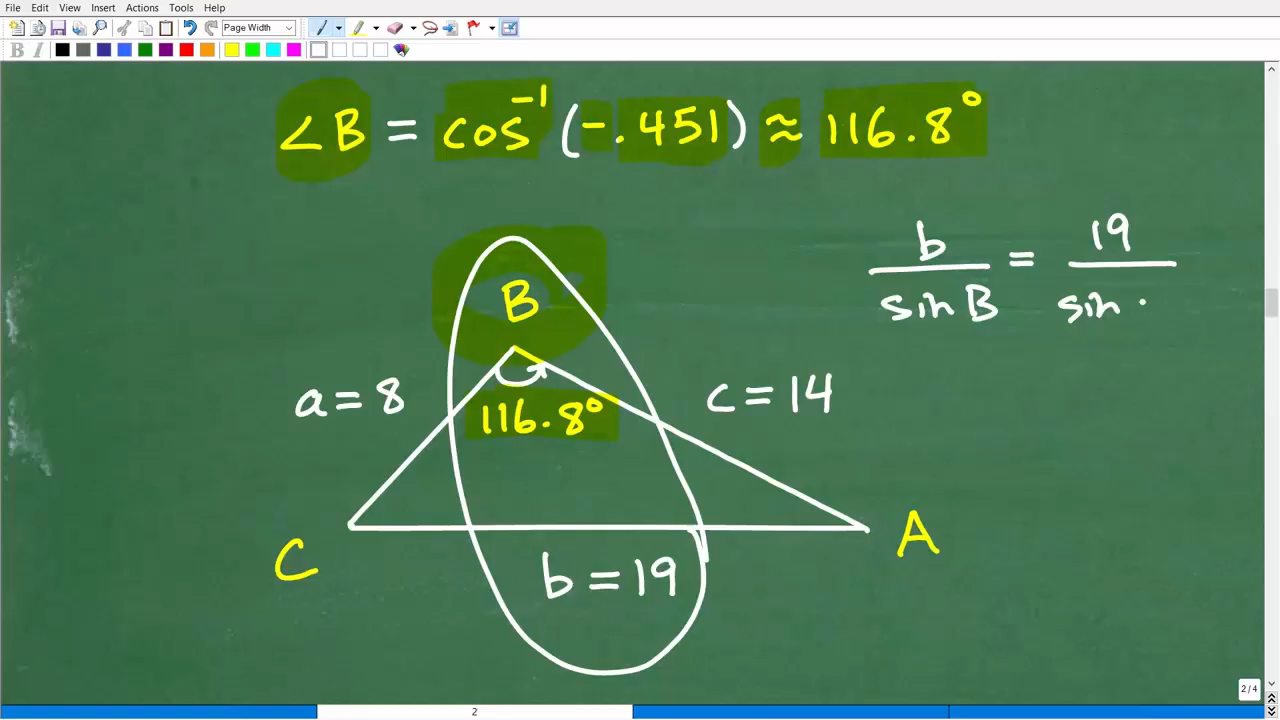 File Edit View Insert Actions Tools Help
Page Width
B I
∠B = cos⁻¹ (-.451) ≈ 116.8°
b/sin B = 19/sin
B
a = 8
c = 14
116.8°
C
A
b = 19
2/4
2